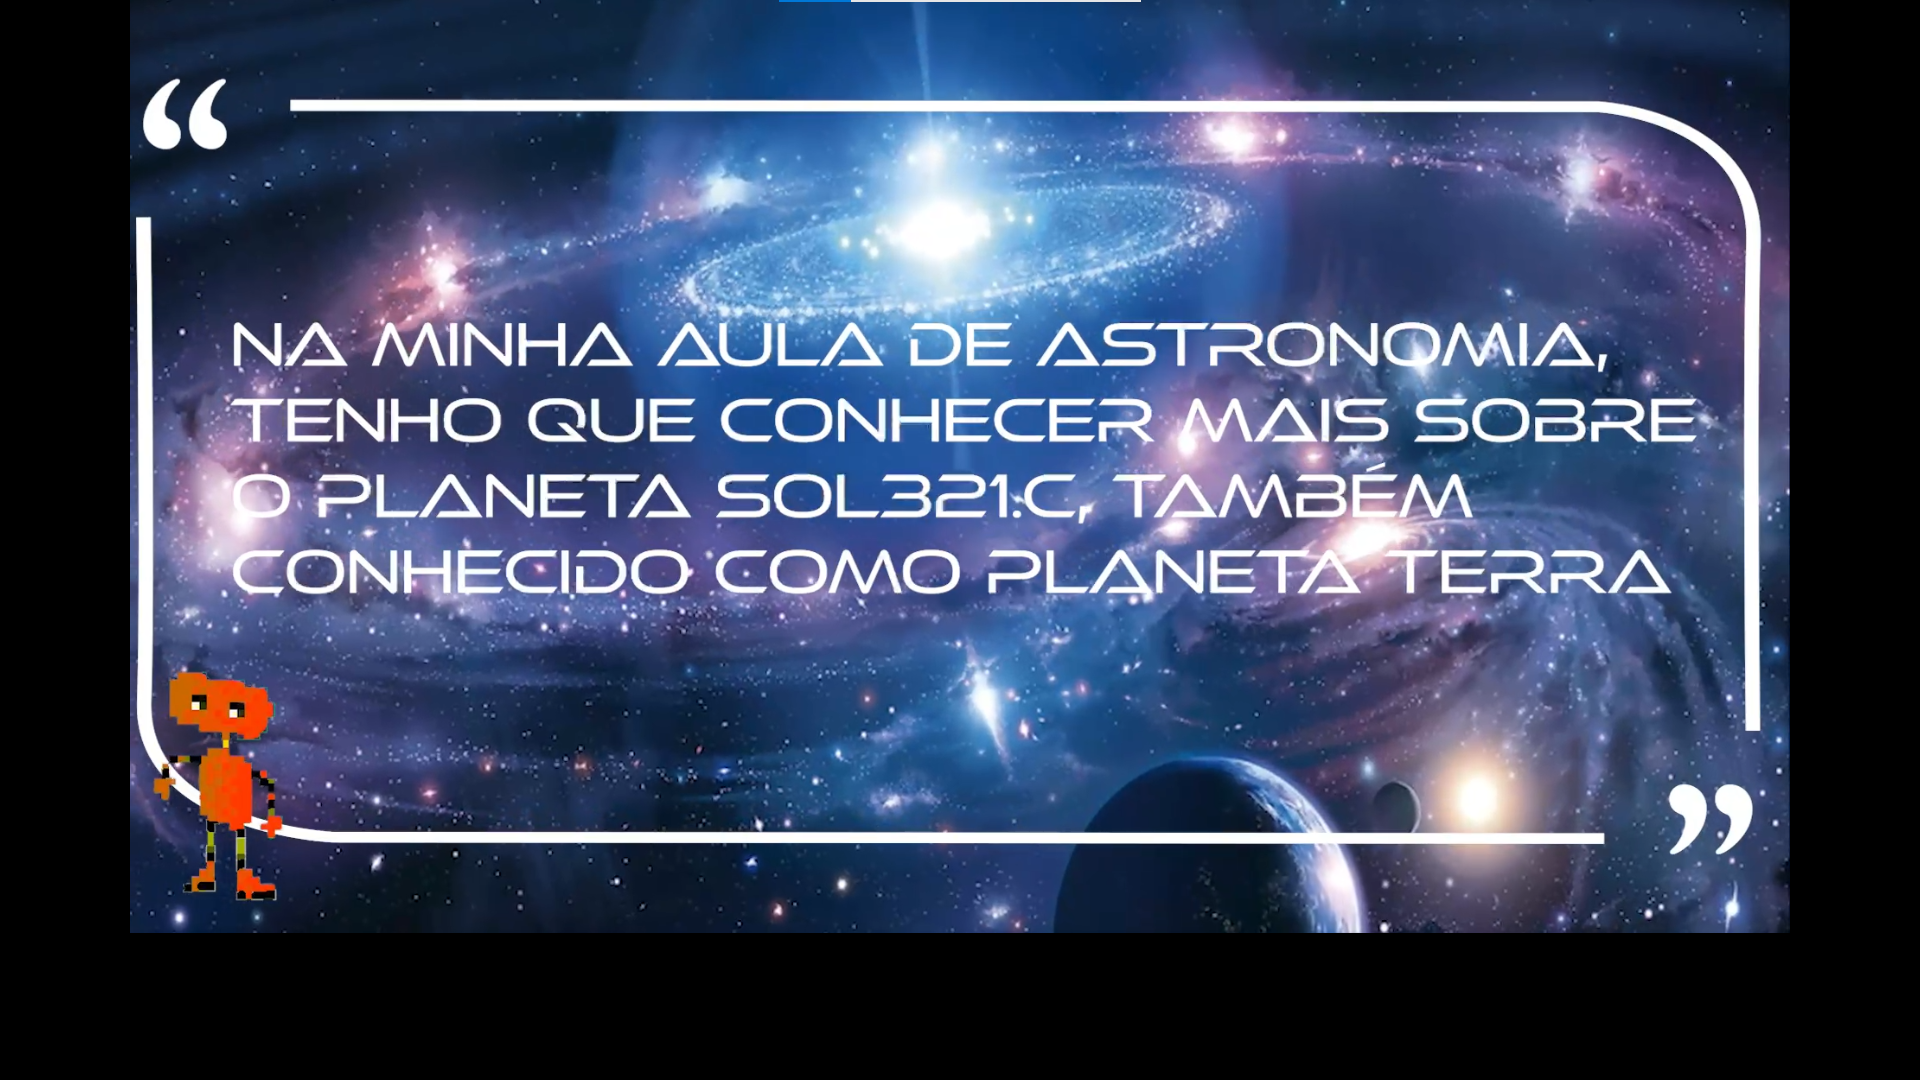 “
NA MINHA AULA DE ASTRONOMIA,
TENHO QUE CONHECER MAIS SOBRE
O PLANETA SOL321.C, TAMBÉM
CONHECIDO COMO PLANETA TERRA
”